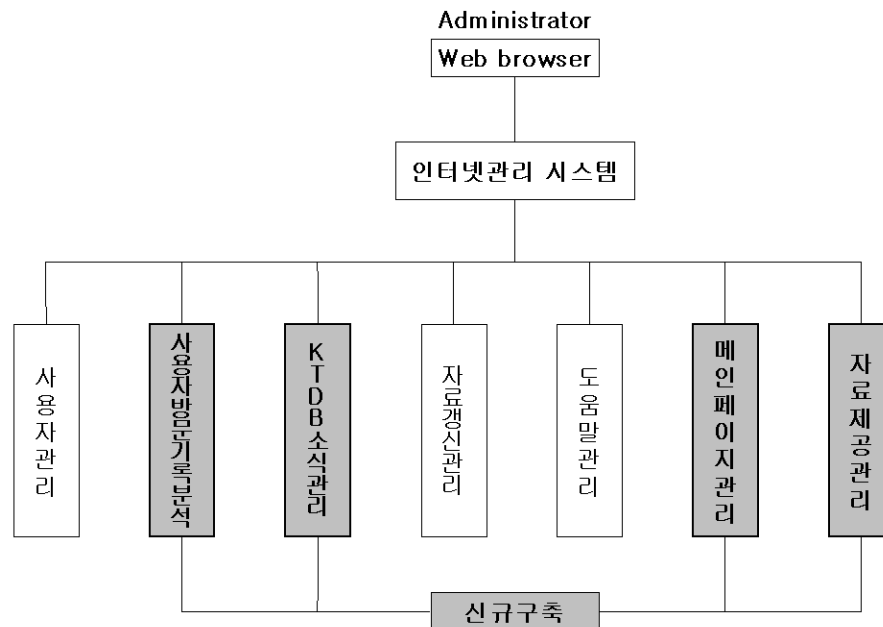 Administrator
Web browser
인터넷관리 시스템
사용자관리
사용자방문기록분석
KTDB소식관리
자료갱신관리
도움말관리
메인페이지관리
자료제공관리
신규구축